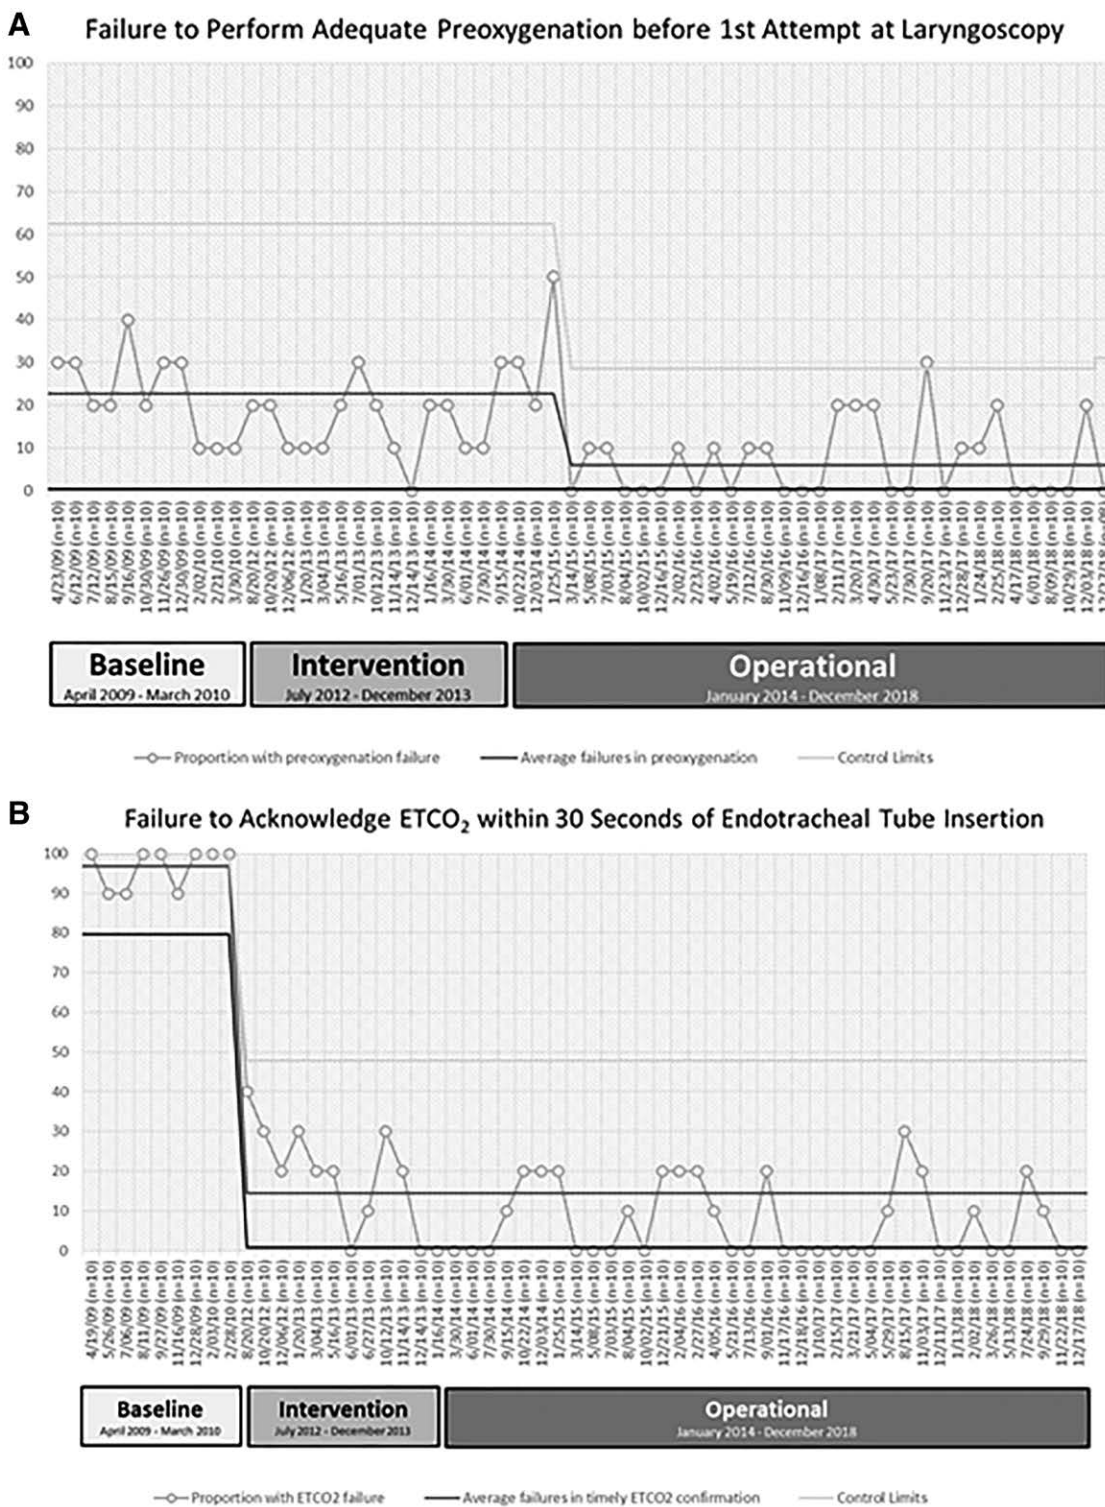 A
Failure to Perform Adequate Preoxygenation before 1st Attempt at Laryngoscopy
100
90
80
70
60
50
40
30
20
10
0
4/23/09 (n=10)
6/12/09 (n=10)
7/12/09 (n=10)
8/15/09 (n=10)
9/16/09 (n=10)
10/30/09 (n=10)
11/26/09 (n=10)
12/30/09 (n=10)
2/02/10 (n=10)
2/21/10 (n=10)
3/30/10 (n=10)
8/20/12 (n=10)
10/20/12 (n=10)
12/06/12 (n=10)
1/20/13 (n=10)
3/04/13 (n=10)
5/16/13 (n=10)
7/01/13 (n=10)
10/12/13 (n=10)
11/14/13 (n=10)
12/14/13 (n=10)
1/16/14 (n=10)
3/30/14 (n=10)
6/01/14 (n=10)
7/30/14 (n=10)
9/15/14 (n=10)
10/22/14 (n=10)
12/03/14 (n=10)
1/25/15 (n=10)
3/14/15 (n=10)
5/08/15 (n=10)
7/03/15 (n=10)
8/04/15 (n=10)
10/02/15 (n=10)
12/16/15 (n=10)
2/02/16 (n=10)
2/23/16 (n=10)
4/02/16 (n=10)
5/19/16 (n=10)
7/12/16 (n=10)
8/30/16 (n=10)
11/09/16 (n=10)
12/16/16 (n=10)
1/08/17 (n=10)
2/11/17 (n=10)
3/20/17 (n=10)
4/30/17 (n=10)
5/23/17 (n=10)
7/30/17 (n=10)
9/20/17 (n=10)
11/23/17 (n=10)
12/28/17 (n=10)
1/24/18 (n=10)
2/25/18 (n=10)
4/17/18 (n=10)
6/01/18 (n=10)
8/09/18 (n=10)
10/29/18 (n=10)
12/03/18 (n=10)
Baseline
April 2009 - March 2010
Intervention
July 2012 - December 2013
Operational
January 2014 - December 2018
Proportion with preoxygenation failure
Average failures in preoxygenation
Control Limits
B
Failure to Acknowledge ETCO₂ within 30 Seconds of Endotracheal Tube Insertion
100
90
80
70
60
50
40
30
20
10
0
4/19/09 (n=10)
5/26/09 (n=10)
7/06/09 (n=10)
8/11/09 (n=10)
9/27/09 (n=10)
11/16/09 (n=10)
12/28/09 (n=10)
2/03/10 (n=10)
2/28/10 (n=10)
8/20/12 (n=10)
10/20/12 (n=10)
12/06/12 (n=10)
1/20/13 (n=10)
3/04/13 (n=10)
5/16/13 (n=10)
6/01/13 (n=10)
6/27/13 (n=10)
10/12/13 (n=10)
11/14/13 (n=10)
12/14/13 (n=10)
1/16/14 (n=10)
3/30/14 (n=10)
6/01/14 (n=10)
7/30/14 (n=10)
9/15/14 (n=10)
10/22/14 (n=10)
12/03/14 (n=10)
1/25/15 (n=10)
3/14/15 (n=10)
5/08/15 (n=10)
7/03/15 (n=10)
8/04/15 (n=10)
10/02/15 (n=10)
12/21/15 (n=10)
2/04/16 (n=10)
2/27/16 (n=10)
4/05/16 (n=10)
5/21/16 (n=10)
7/13/16 (n=10)
9/01/16 (n=10)
11/17/16 (n=10)
12/18/16 (n=10)
1/10/17 (n=10)
2/15/17 (n=10)
3/21/17 (n=10)
5/04/17 (n=10)
5/29/17 (n=10)
8/15/17 (n=10)
11/03/17 (n=10)
12/11/17 (n=10)
1/13/18 (n=10)
2/02/18 (n=10)
3/26/18 (n=10)
5/13/18 (n=10)
7/24/18 (n=10)
9/29/18 (n=10)
11/22/18 (n=10)
12/17/18 (n=10)
Baseline
April 2009 - March 2010
Intervention
July 2012 - December 2013
Operational
January 2014 - December 2018
Proportion with ETCO2 failure
Average failures in timely ETCO2 confirmation
Control Limits